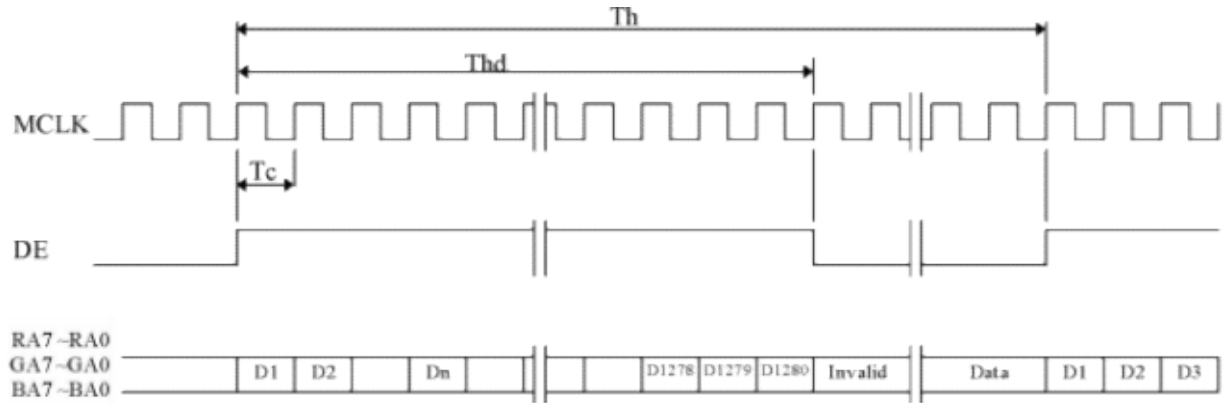 Th
Thd
MCLK
Tc
DE
RA7~RA0
GA7~GA0 D1 D2 Dn D1278 D1279 D1280 Invalid Data D1 D2 D3
BA7~BA0